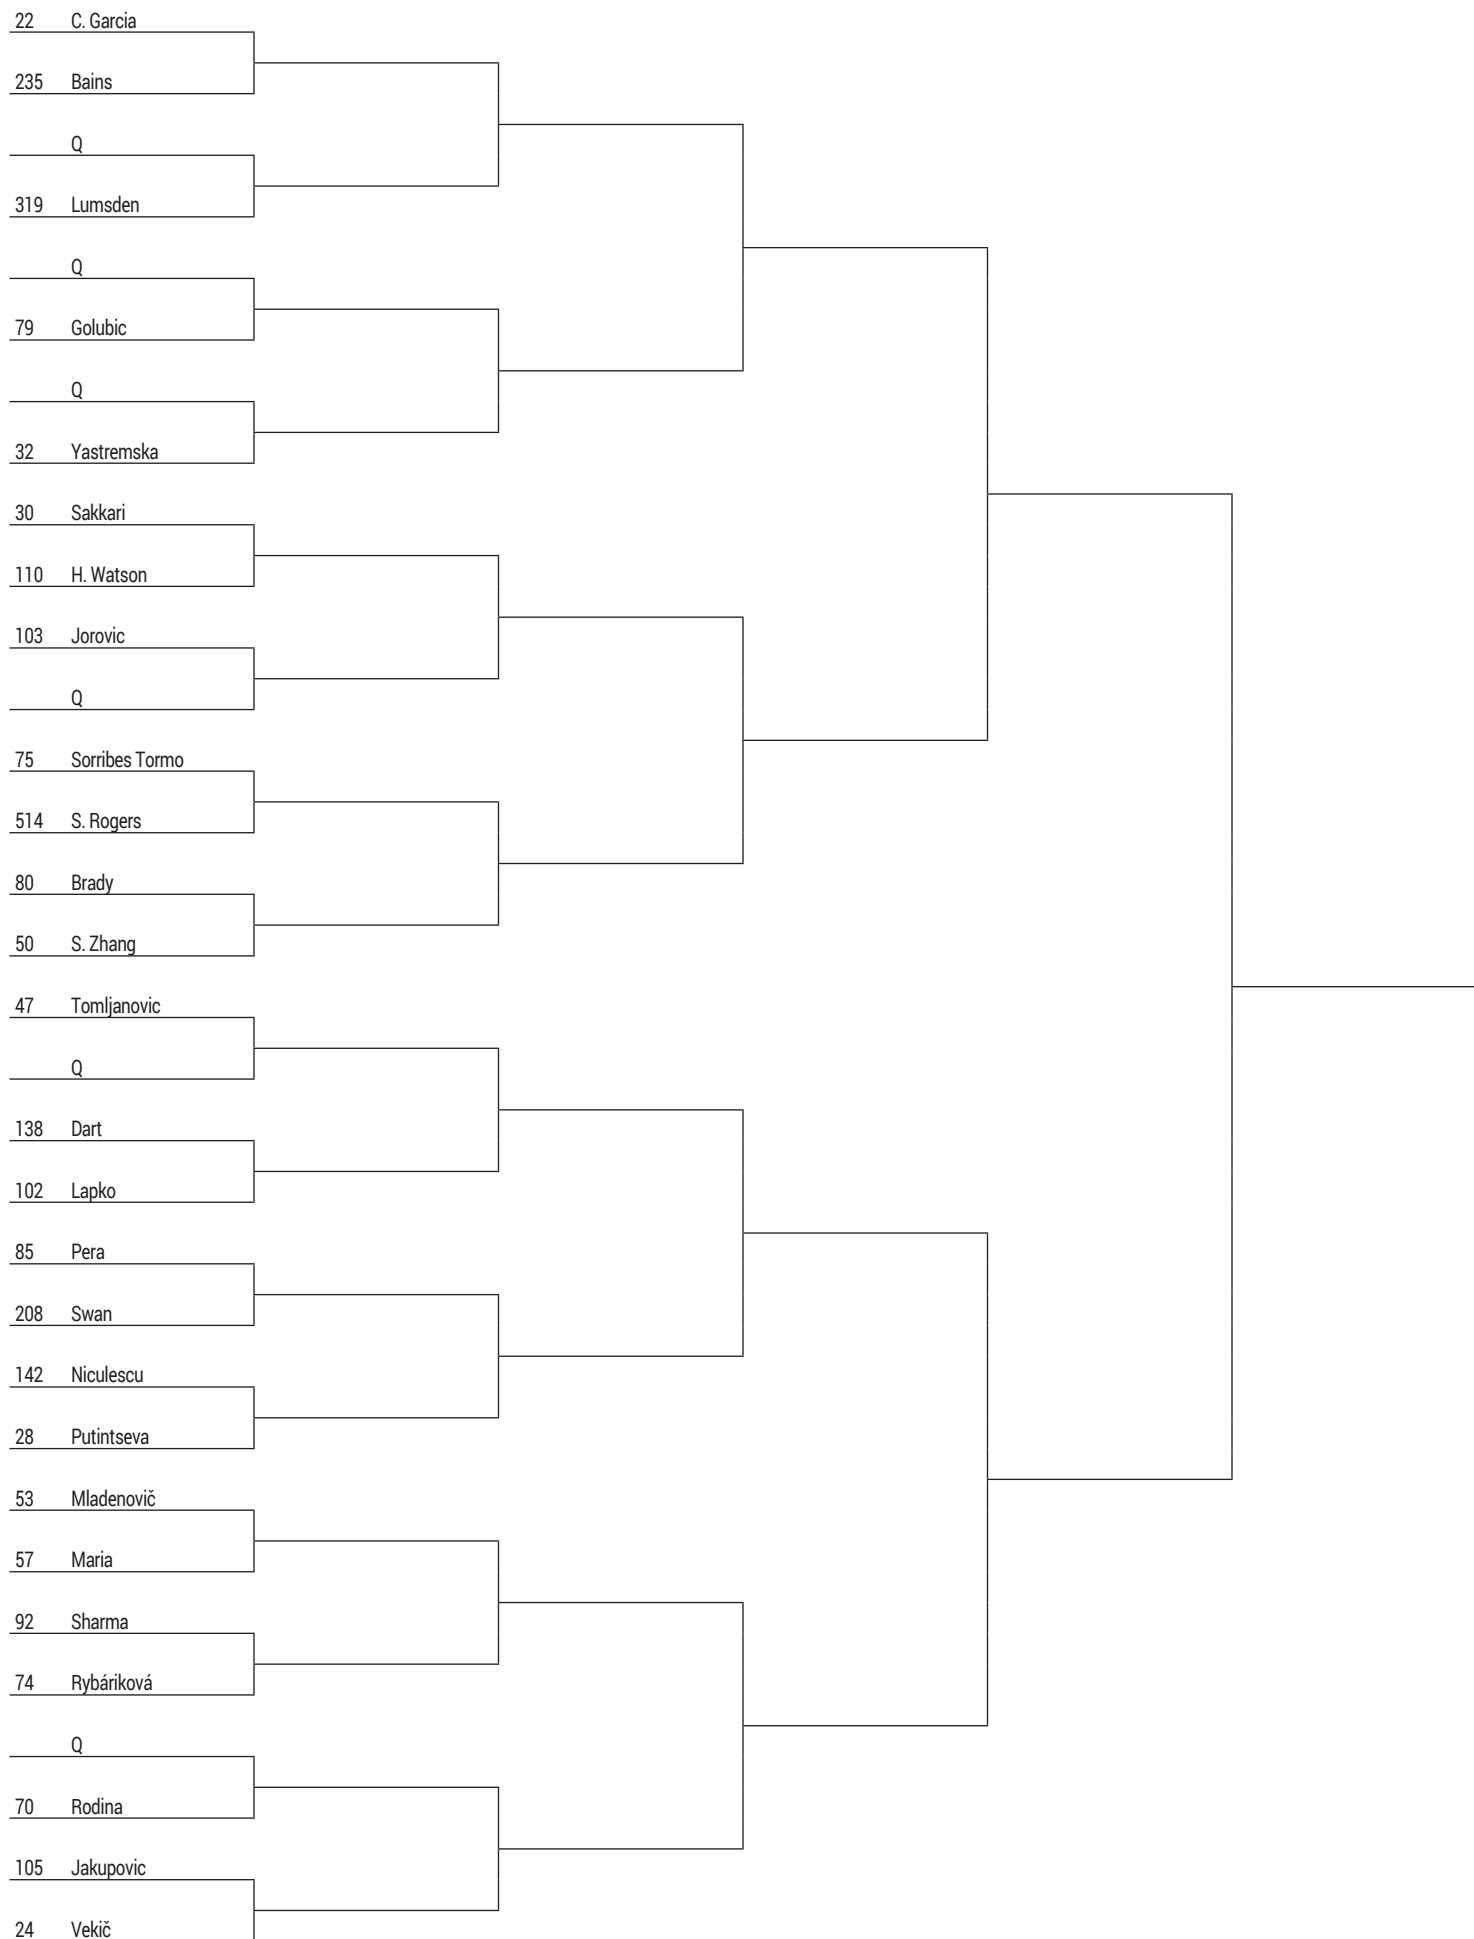 22 C. Garcia
235 Bains
Q
319 Lumsden
Q
79 Golubic
Q
32 Yastremska
30 Sakkari
110 H. Watson
103 Jorovic
Q
75 Sorribes Tormo
514 S. Rogers
80 Brady
50 S. Zhang
47 Tomljanovic
Q
138 Dart
102 Lapko
85 Pera
208 Swan
142 Niculescu
28 Putintseva
53 Mladenovič
57 Maria
92 Sharma
74 Rybáriková
Q
70 Rodina
105 Jakupovic
24 Vekič